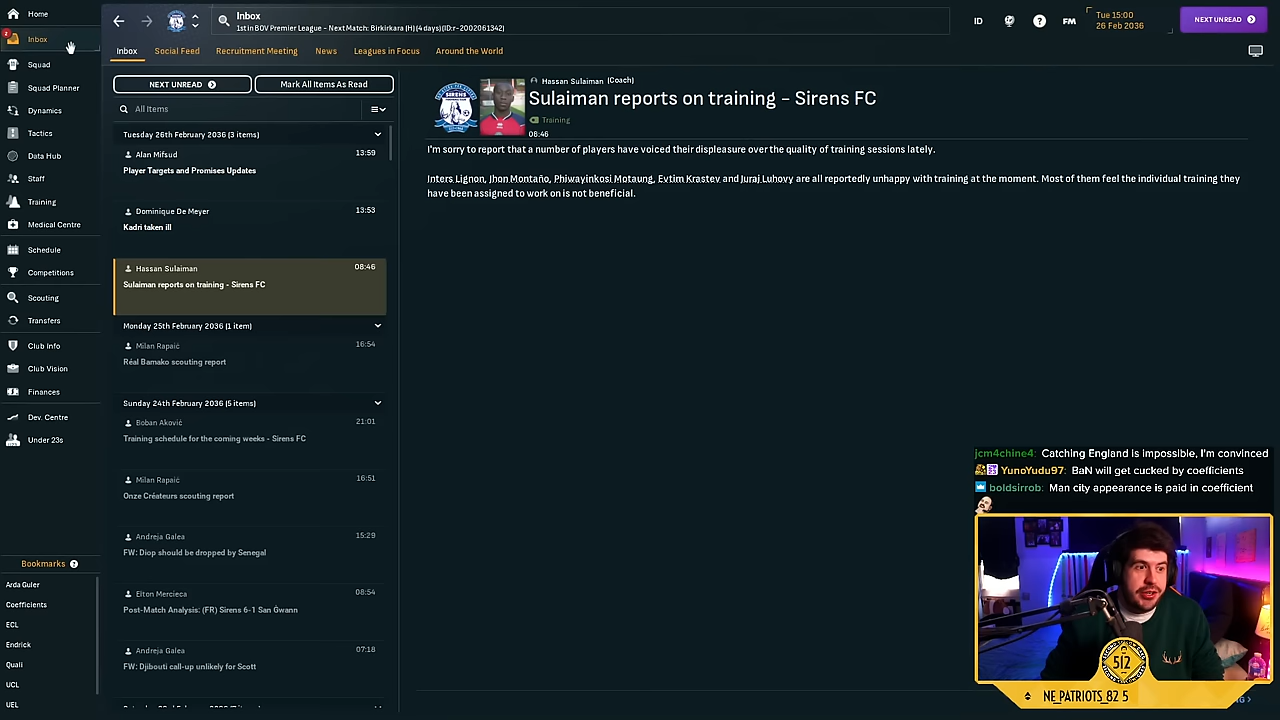 Home
2
Inbox
Squad
Squad Planner
Dynamics
Tactics
Data Hub
Staff
Training
Medical Centre
Schedule
Competitions
Scouting
Transfers
Club Info
Club Vision
Finances
Dev. Centre
Under 23s
Bookmarks ?
Arda Guler
Coefficients
ECL
Endrick
Quali
UCL
UEL
Inbox
1st in BOV Premier League - Next Match: Birkirkara (H) (4 days)(ID:r-2002061342)
ID
?
FM
Tue 15:00
26 Feb 2036
NEXT UNREAD
Inbox Social Feed Recruitment Meeting News Leagues in Focus Around the World
NEXT UNREAD Mark All Items As Read
All Items
Tuesday 26th February 2036 (3 items)
Alan Mifsud 13:59
Player Targets and Promises Updates
Dominique De Meyer 13:53
Kadri taken ill
Hassan Sulaiman 08:46
Sulaiman reports on training - Sirens FC
Monday 25th February 2036 (1 item)
Milan Rapaić 16:54
Réal Bamako scouting report
Sunday 24th February 2036 (5 items)
Boban Aković 21:01
Training schedule for the coming weeks - Sirens FC
Milan Rapaić 16:51
Onze Créateurs scouting report
Andreja Galea 15:29
FW: Diop should be dropped by Senegal
Elton Mercieca 08:54
Post-Match Analysis: (FR) Sirens 6-1 San Ġwann
Andreja Galea 07:18
FW: Djibouti call-up unlikely for Scott
SIRENS
Hassan Sulaiman (Coach)
Sulaiman reports on training - Sirens FC
Training
08:46
I'm sorry to report that a number of players have voiced their displeasure over the quality of training sessions lately.
Inters Lignon, Jhon Montaño, Phiwayinkosi Motaung, Evtim Krastev and Juraj Luhovy are all reportedly unhappy with training at the moment. Most of them feel the individual training they
have been assigned to work on is not beneficial.
jcm4chine4: Catching England is impossible, I'm convinced
YunoYudu97: BaN will get cucked by coefficients
boldsirrob: Man city appearance is paid in coefficient
512
NE_PATRIOTS_82 5